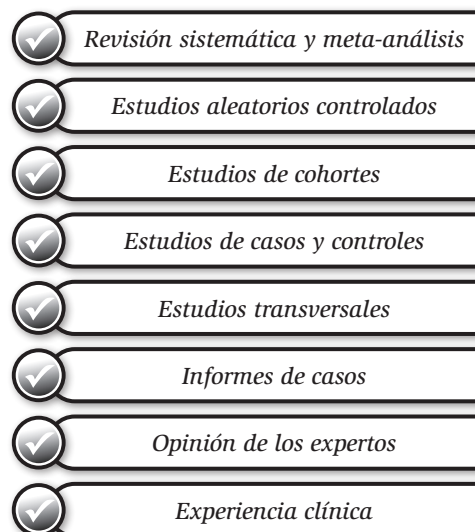 Revisión sistemática y meta-análisis
Estudios aleatorios controlados
Estudios de cohortes
Estudios de casos y controles
Estudios transversales
Informes de casos
Opinión de los expertos
Experiencia clínica